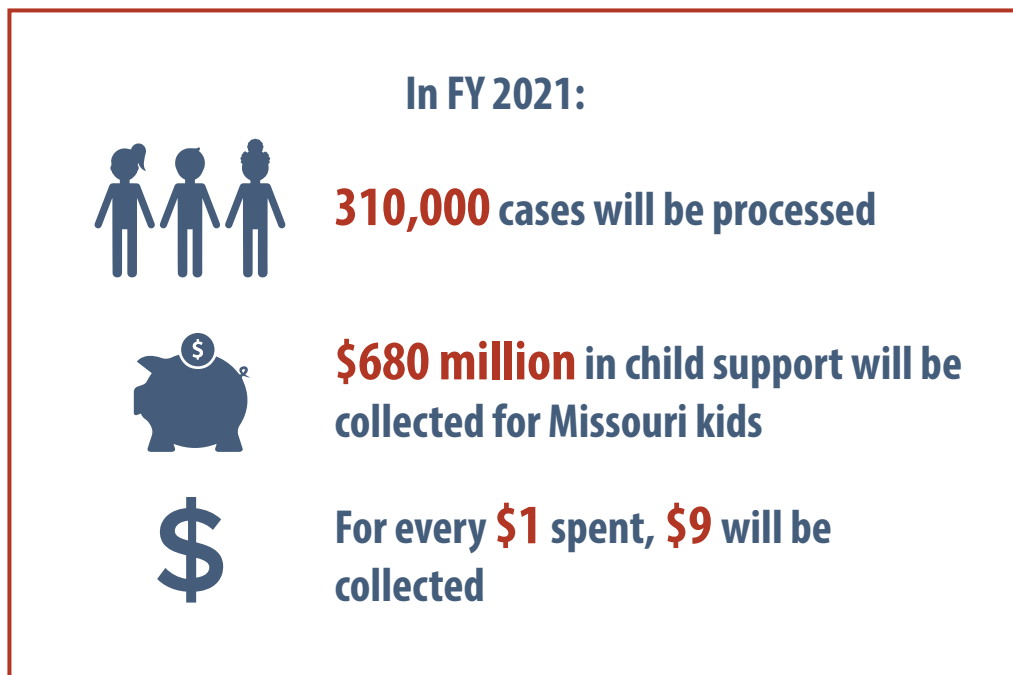 In FY 2021:
310,000 cases will be processed
$
$680 million in child support will be
collected for Missouri kids
$
For every $1 spent, $9 will be
collected